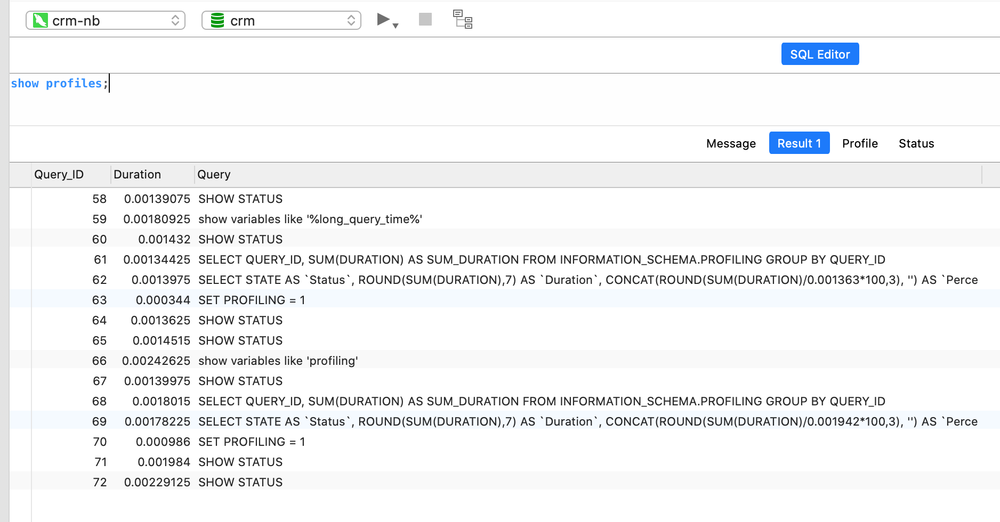 crm-nb crm
SQL Editor
show profiles;
Message Result 1 Profile Status
Query_ID Duration Query
58 0.00139075 SHOW STATUS
59 0.00180925 show variables like '%long_query_time%'
60 0.001432 SHOW STATUS
61 0.00134425 SELECT QUERY_ID, SUM(DURATION) AS SUM_DURATION FROM INFORMATION_SCHEMA.PROFILING GROUP BY QUERY_ID
62 0.0013975 SELECT STATE AS `Status`, ROUND(SUM(DURATION),7) AS `Duration`, CONCAT(ROUND(SUM(DURATION)/0.001363*100,3), '') AS `Perce
63 0.000344 SET PROFILING = 1
64 0.0013625 SHOW STATUS
65 0.0014515 SHOW STATUS
66 0.00242625 show variables like 'profiling'
67 0.00139975 SHOW STATUS
68 0.0018015 SELECT QUERY_ID, SUM(DURATION) AS SUM_DURATION FROM INFORMATION_SCHEMA.PROFILING GROUP BY QUERY_ID
69 0.00178225 SELECT STATE AS `Status`, ROUND(SUM(DURATION),7) AS `Duration`, CONCAT(ROUND(SUM(DURATION)/0.001942*100,3), '') AS `Perce
70 0.000986 SET PROFILING = 1
71 0.001984 SHOW STATUS
72 0.00229125 SHOW STATUS